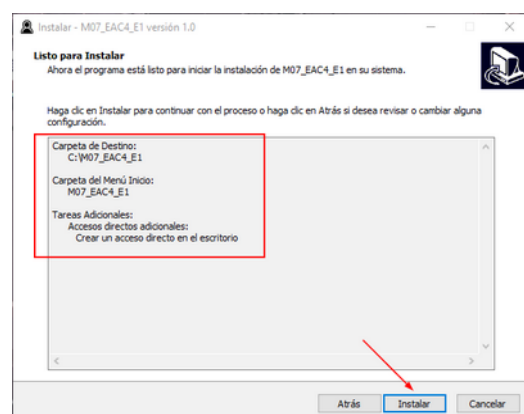 Instalar - M07_EAC4_E1 versión 1.0
Listo para Instalar
Ahora el programa está listo para iniciar la instalación de M07_EAC4_E1 en su sistema.
Haga clic en Instalar para continuar con el proceso o haga clic en Atrás si desea revisar o cambiar alguna
configuración.
Carpeta de Destino:
C:\M07_EAC4_E1
Carpeta del Menú Inicio:
M07_EAC4_E1
Tareas Adicionales:
Accesos directos adicionales:
Crear un acceso directo en el escritorio
Atrás Instalar Cancelar